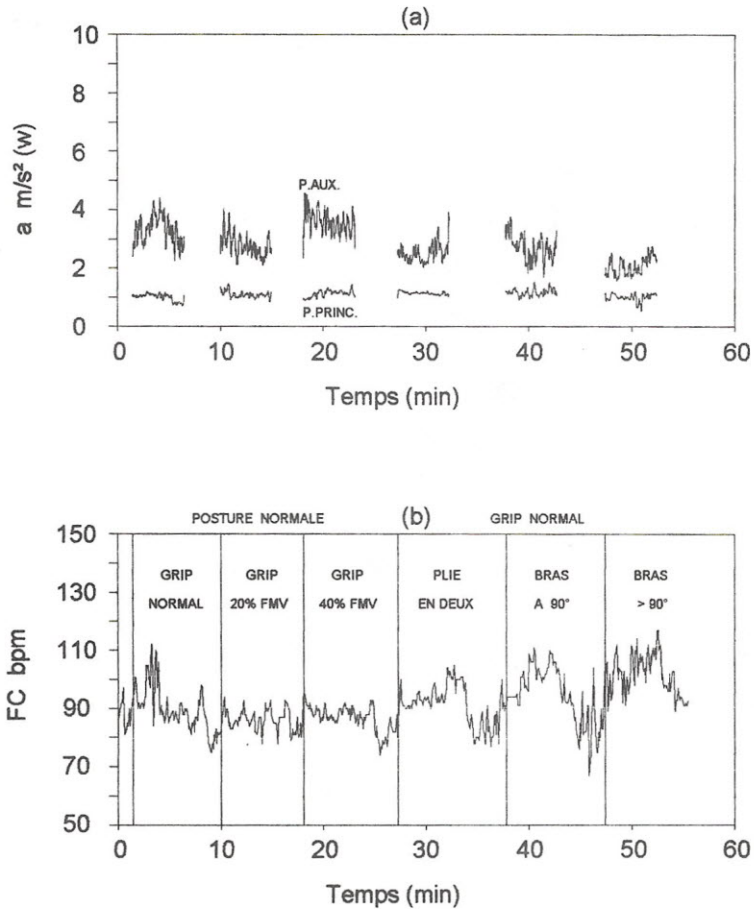 (a)
10
8
6
4
2
0
a m/s² (w)
P.AUX.
P.PRINC.
0 10 20 30 40 50 60
Temps (min)
POSTURE NORMALE (b) GRIP NORMAL
150
130
110
90
70
50
FC bpm
GRIP GRIP GRIP PLIE BRAS BRAS
NORMAL 20% FMV 40% FMV EN DEUX A 90° > 90°
0 10 20 30 40 50 60
Temps (min)